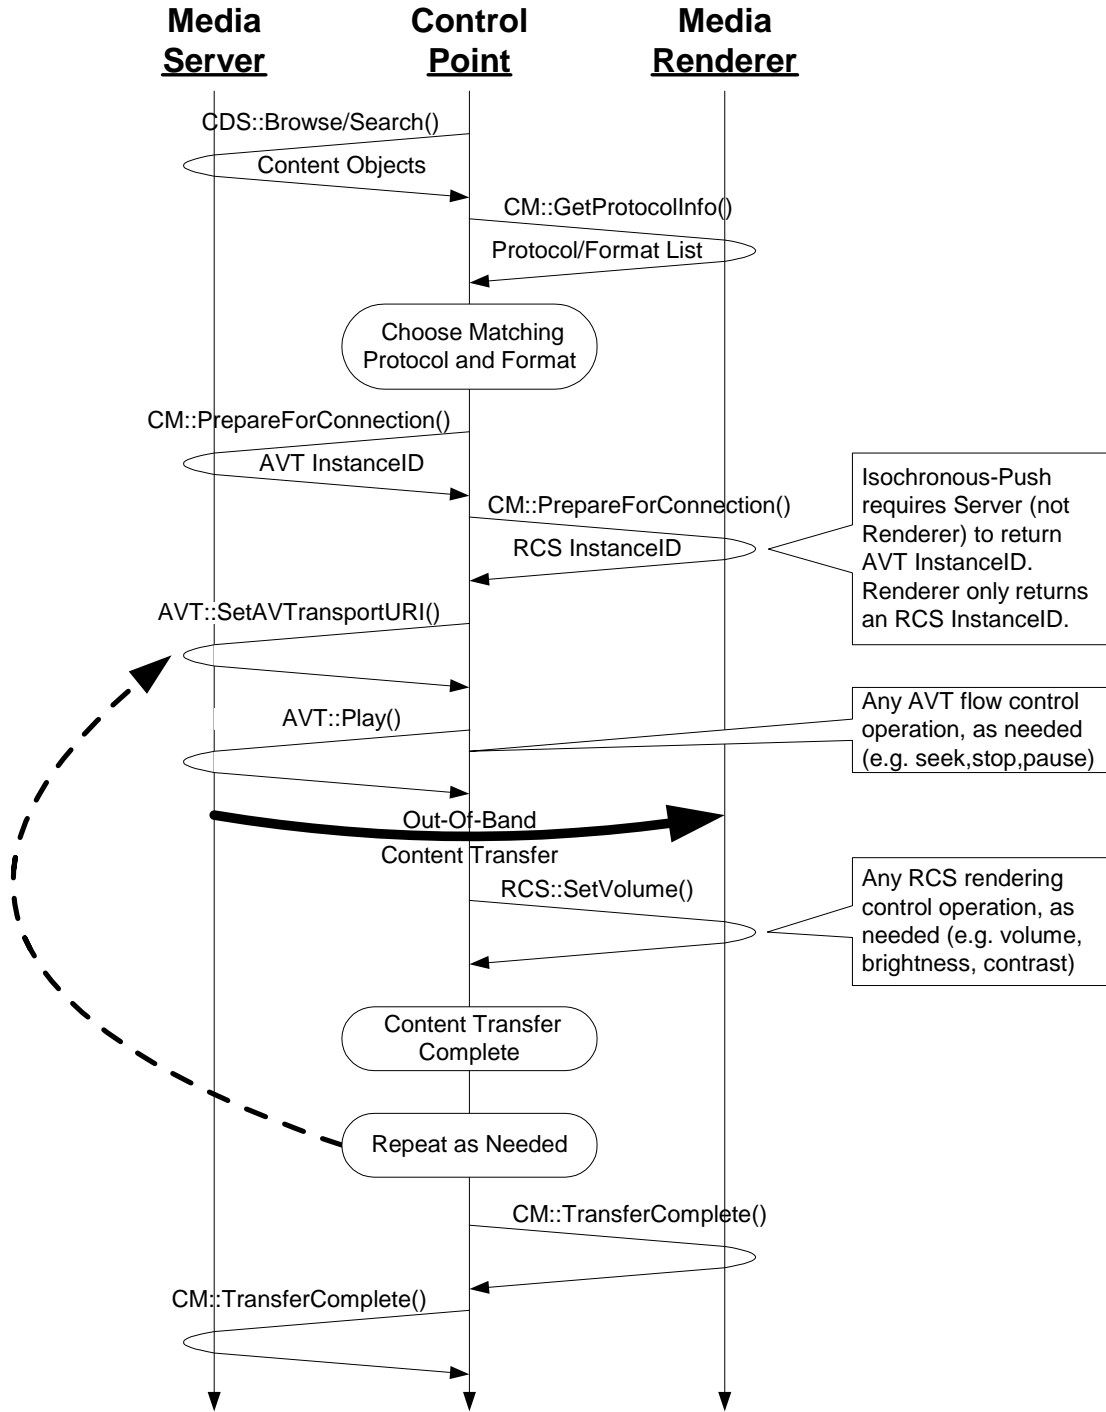 Media
Server
Control
Point
Media
Renderer
CDS::Browse/Search()
Content Objects
CM::GetProtocolInfo()
Protocol/Format List
Choose Matching
Protocol and Format
CM::PrepareForConnection()
AVT InstanceID
CM::PrepareForConnection()
RCS InstanceID
Isochronous-Push
requires Server (not
Renderer) to return
AVT InstanceID.
Renderer only returns
an RCS InstanceID.
AVT::SetAVTransportURI()
AVT::Play()
Any AVT flow control
operation, as needed
(e.g. seek,stop,pause)
Out-Of-Band
Content Transfer
RCS::SetVolume()
Any RCS rendering
control operation, as
needed (e.g. volume,
brightness, contrast)
Content Transfer
Complete
Repeat as Needed
CM::TransferComplete()
CM::TransferComplete()